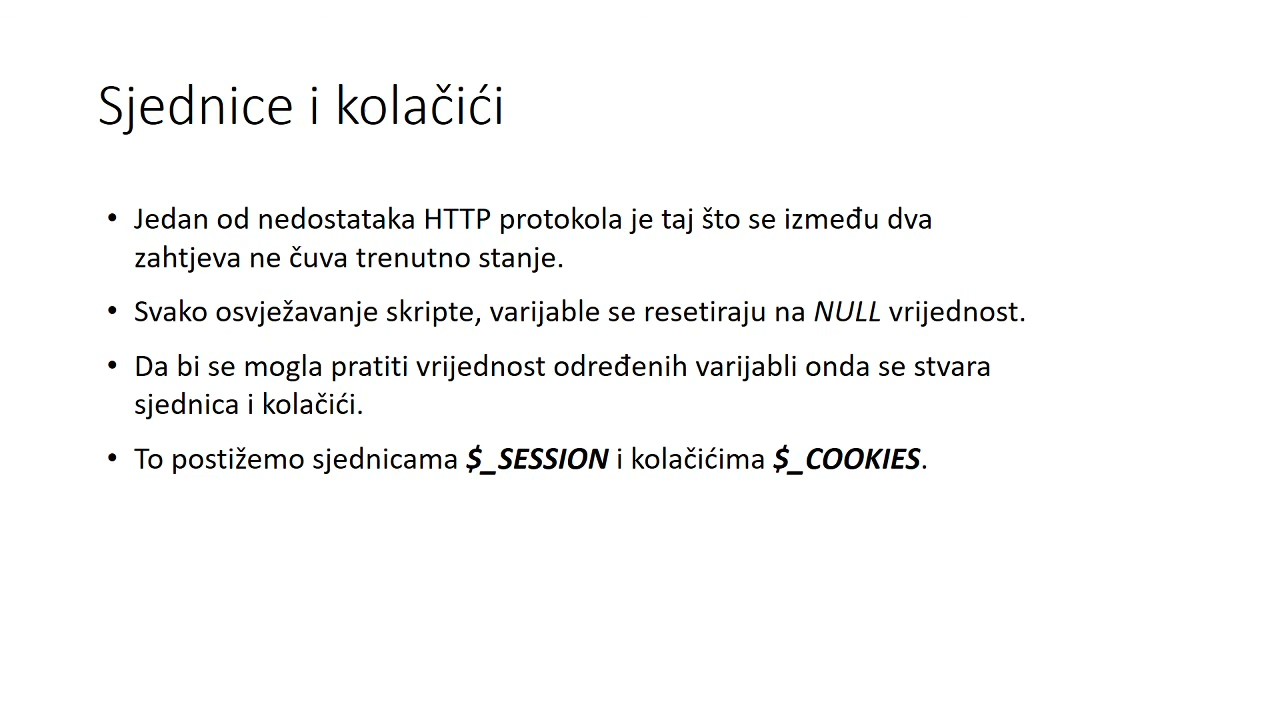 Sjednice i kolačići
• Jedan od nedostataka HTTP protokola je taj što se između dva
zahtjeva ne čuva trenutno stanje.
• Svako osvježavanje skripte, varijable se resetiraju na NULL vrijednost.
• Da bi se mogla pratiti vrijednost određenih varijabli onda se stvara
sjednica i kolačići.
• To postižemo sjednicama $_SESSION i kolačićima $_COOKIES.